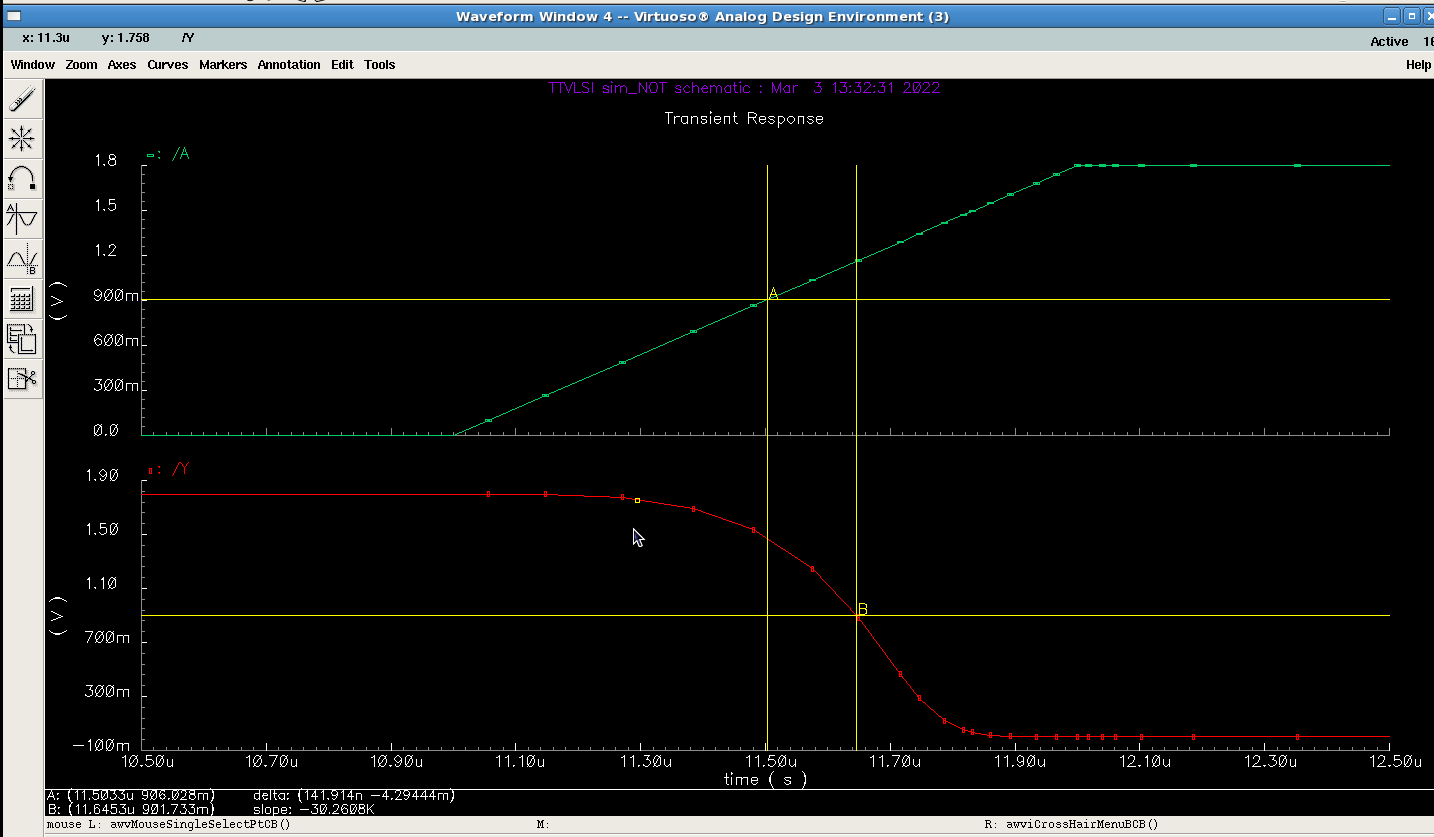 Waveform Window 4 -- Virtuoso® Analog Design Environment (3)
x: 11.3u y: 1.758 /Y
Active 16
Window Zoom Axes Curves Markers Annotation Edit Tools Help
TTVLSI sim_NOT schematic : Mar 3 13:32:31 2022
Transient Response
: /A
1.8
1.5
1.2
900m
600m
300m
0.0
( V )
A
: /Y
1.90
1.50
1.10
700m
300m
-100m
( V )
B
10.50u 10.70u 10.90u 11.10u 11.30u 11.50u 11.70u 11.90u 12.10u 12.30u 12.50u
time ( s )
A: (11.5033u 906.028m) delta: (141.914n -4.29444m)
B: (11.6453u 901.733m) slope: -30.2608K
mouse L: awvMouseSingleSelectPtCB() M: R: awviCrossHairMenuBCB()